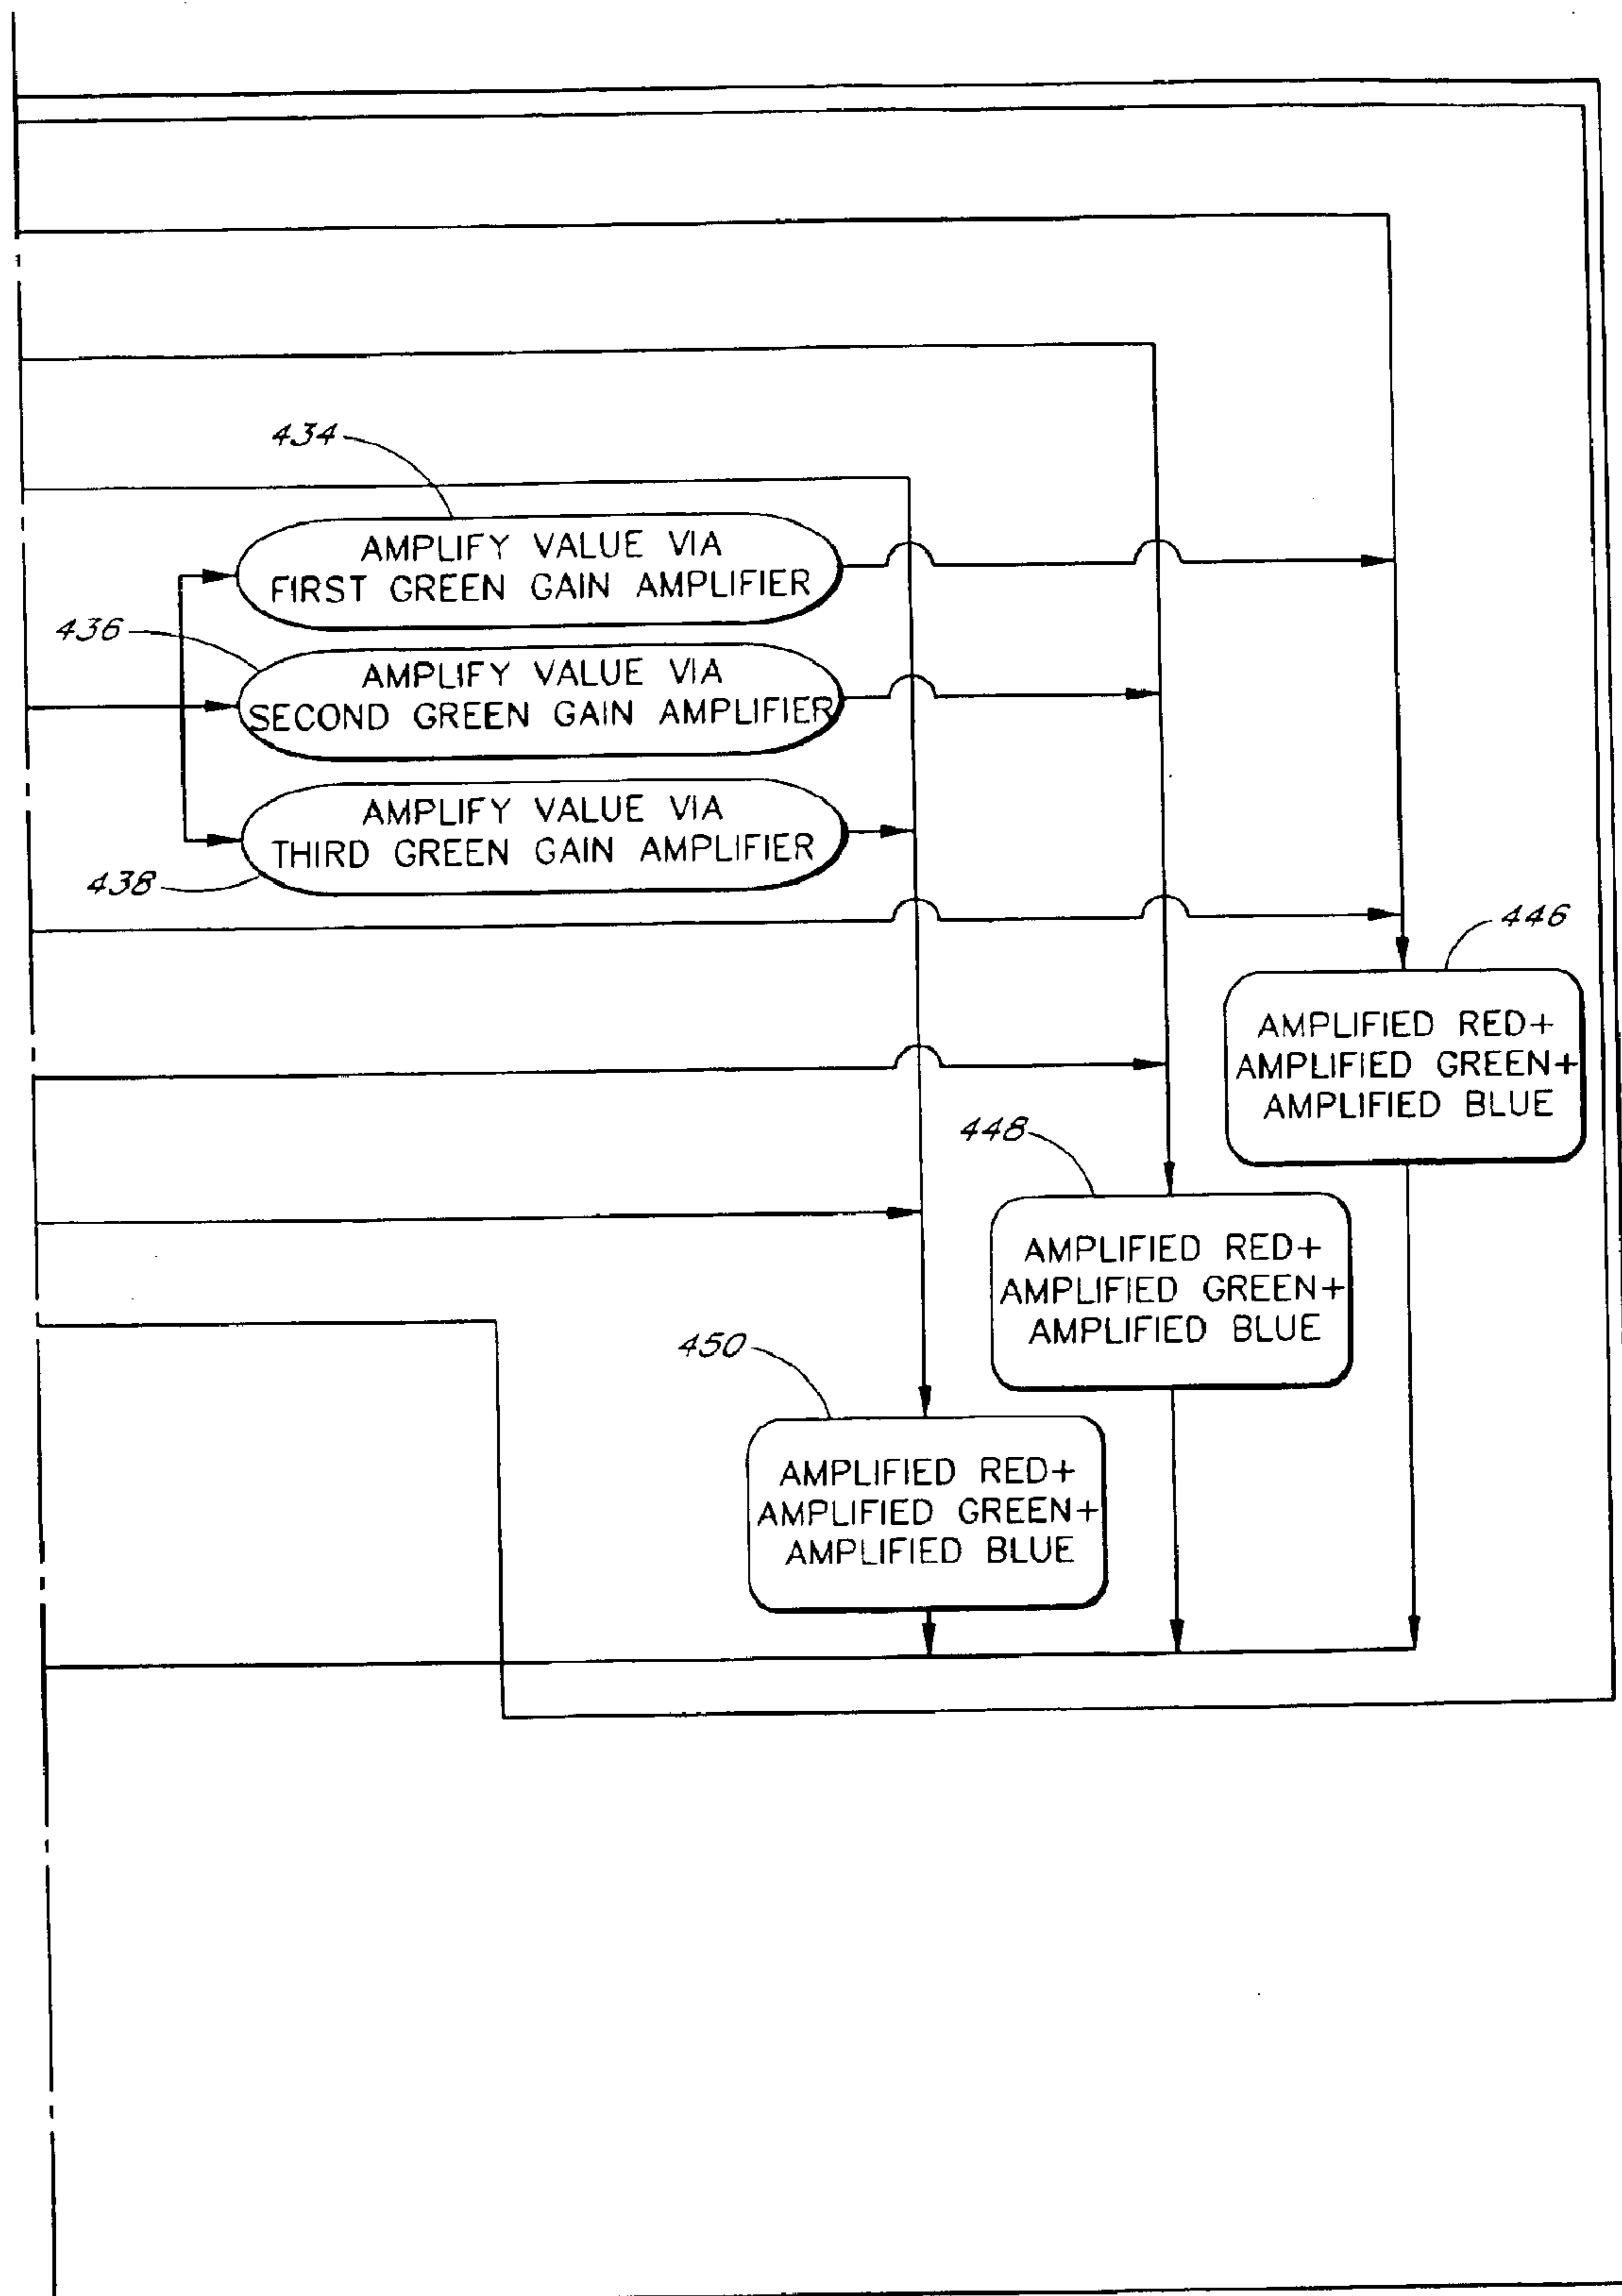 434
AMPLIFY VALUE VIA
FIRST GREEN GAIN AMPLIFIER
436
AMPLIFY VALUE VIA
SECOND GREEN GAIN AMPLIFIER
AMPLIFY VALUE VIA
THIRD GREEN GAIN AMPLIFIER
438
446
AMPLIFIED RED+
AMPLIFIED GREEN+
AMPLIFIED BLUE
448
AMPLIFIED RED+
AMPLIFIED GREEN+
AMPLIFIED BLUE
450
AMPLIFIED RED+
AMPLIFIED GREEN+
AMPLIFIED BLUE